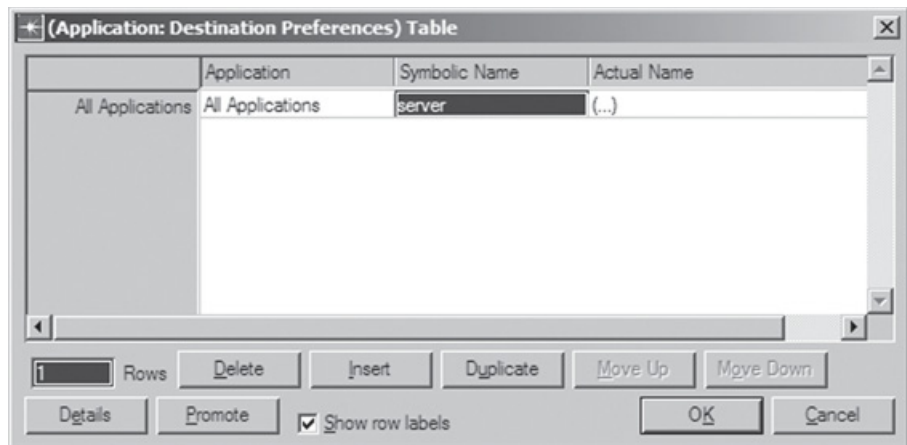 (Application: Destination Preferences) Table
Application Symbolic Name Actual Name
All Applications All Applications server (...)
1 Rows Delete Insert Duplicate Move Up Move Down
Details Promote Show row labels OK Cancel